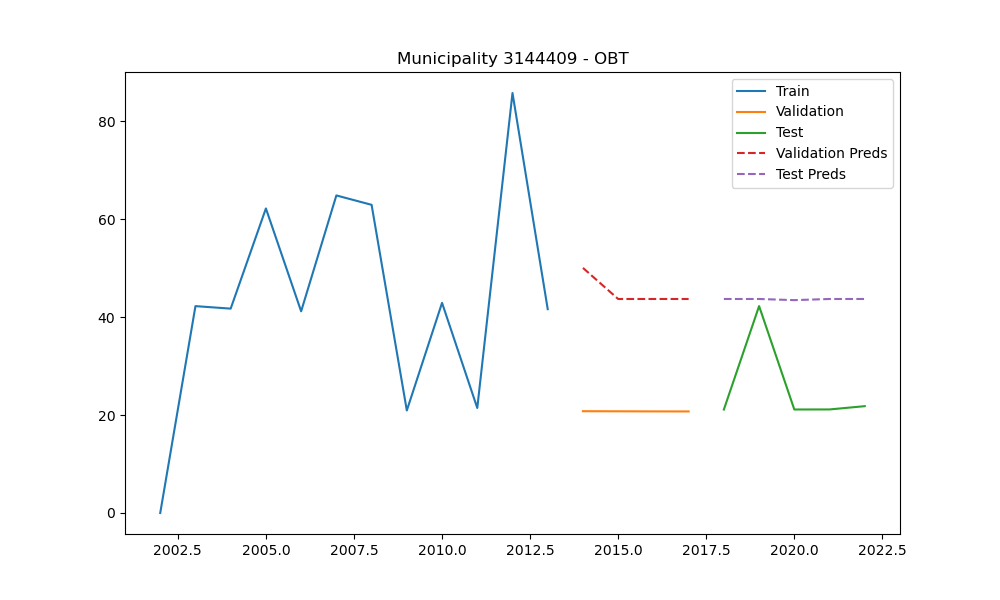 Municipality 3144409 - OBT
Train
Validation
Test
Validation Preds
Test Preds
80
60
40
20
0
2002.5 2005.0 2007.5 2010.0 2012.5 2015.0 2017.5 2020.0 2022.5